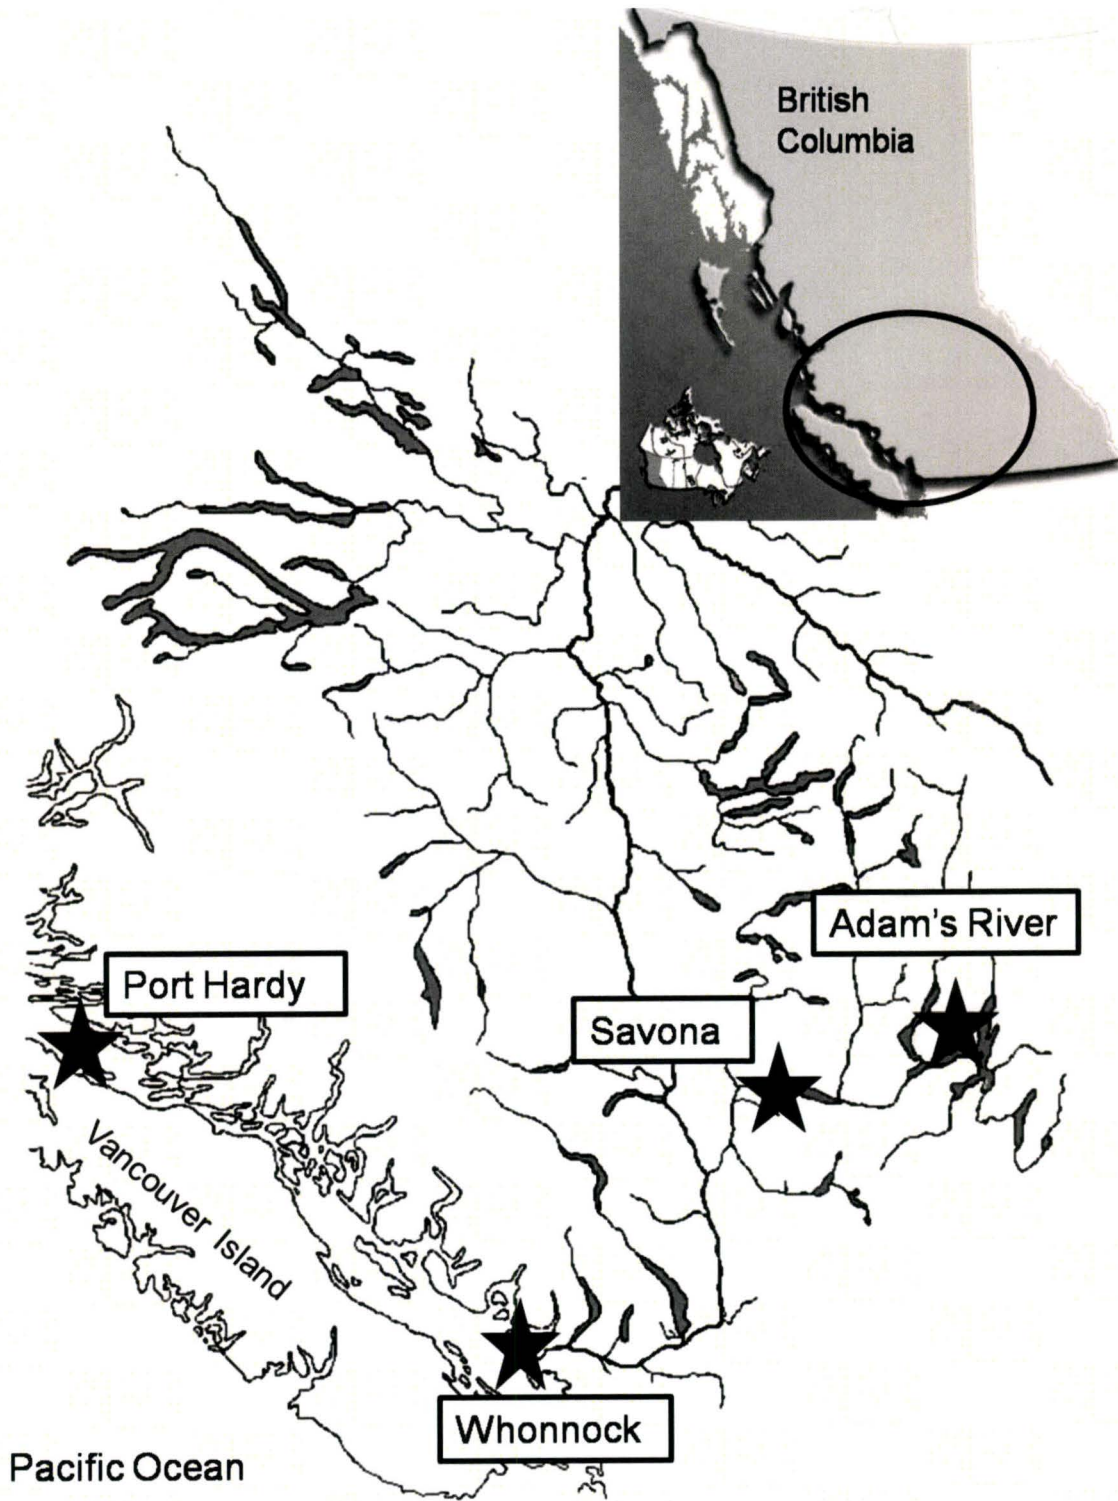 British
Columbia
Adam's River
Port Hardy
Savona
Vancouver Island
Whonnock
Pacific Ocean